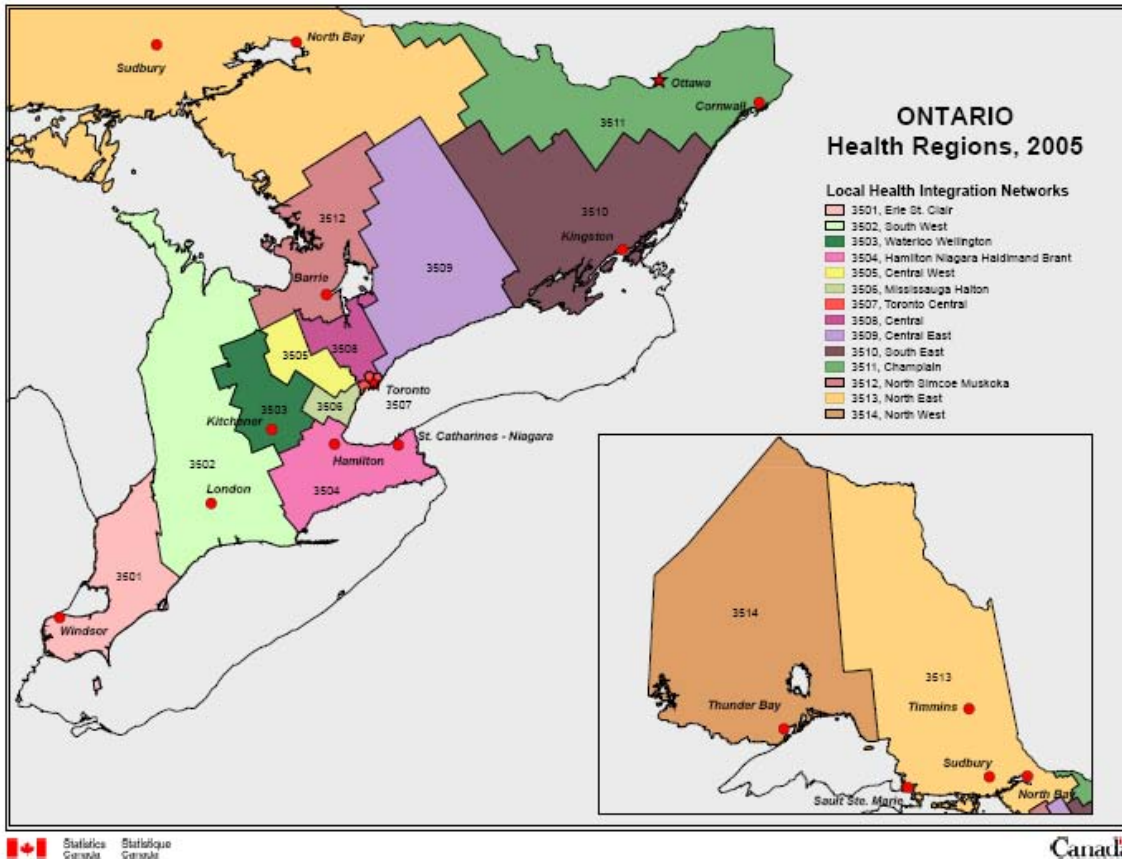 North Bay
Sudbury
Ottawa
Cornwall
3511
ONTARIO
Health Regions, 2005
Local Health Integration Networks
3501, Erie St. Clair
3502, South West
3503, Waterloo Wellington
3504, Hamilton Niagara Haldimand Brant
3505, Central West
3506, Mississauga Halton
3507, Toronto Central
3508, Central
3509, Central East
3510, South East
3511, Champlain
3512, North Simcoe Muskoka
3513, North East
3514, North West
3512
3510
Kingston
3509
Barrie
3508
3505
Toronto
3507
3506
3503
Kitchener
St. Catharines - Niagara
Hamilton
3502
3504
London
3501
Windsor
3514
3513
Thunder Bay
Timmins
Sudbury
North Bay
Sault Ste. Marie
Statistics Statistique
Canada Canada
Canada